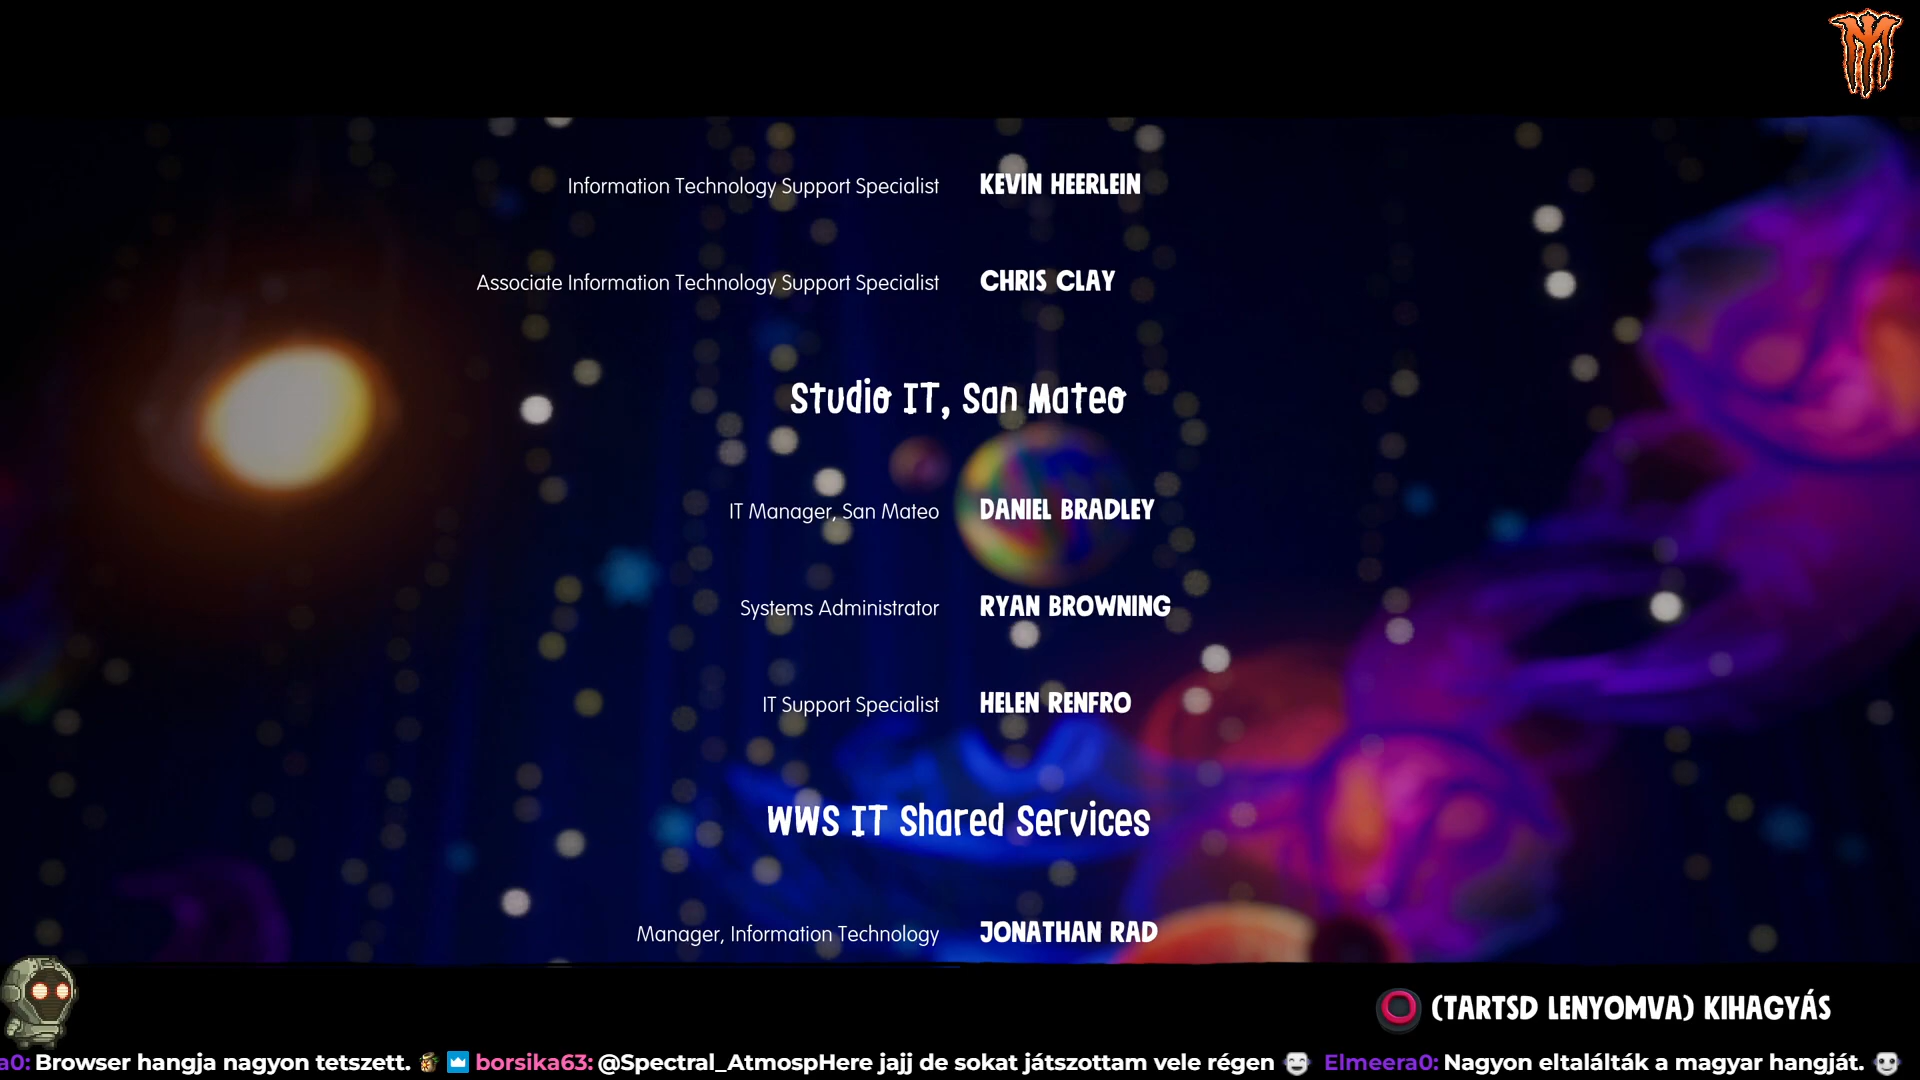 Information Technology Support Specialist KEVIN HEERLEIN
Associate Information Technology Support Specialist CHRIS CLAY
Studio IT, San Mateo
IT Manager, San Mateo DANIEL BRADLEY
Systems Administrator RYAN BROWNING
IT Support Specialist HELEN RENFRO
WWS IT Shared Services
Manager, Information Technology JONATHAN RAD
(TARTSD LENYOMVA) KIHAGYÁS
a0: Browser hangja nagyon tetszett. borsika63: @Spectral_AtmospHere jajj de sokat játszottam vele régen Elmeera0: Nagyon eltalálták a magyar hangját.